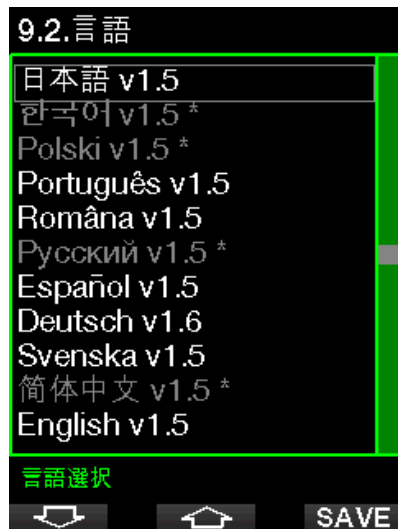 9.2.言語
日本語 v1.5
한국어 v1.5 *
Polski v1.5 *
Português v1.5
Româna v1.5
Русский v1.5 *
Español v1.5
Deutsch v1.6
Svenska v1.5
简体中文 v1.5 *
English v1.5
言語選択
SAVE